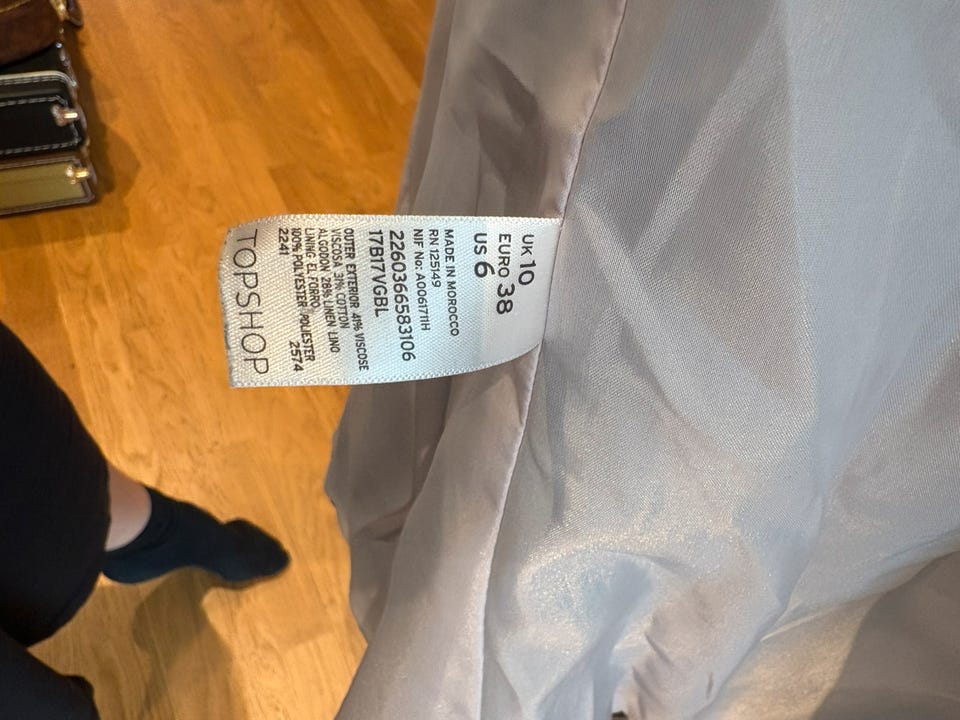 UK 10
EURO 38
US 6
MADE IN MOROCCO
RN 125149
NIF No: A0061711H
2260366583106
17B17VGBL
OUTER EXTERIOR 41% VISCOSE
VISCOSA 31% COTTON
ALGODON 28% LINEN LINO
LINING EL FORRO
100% POLYESTER POLIESTER
2241 2574
TOPSHOP